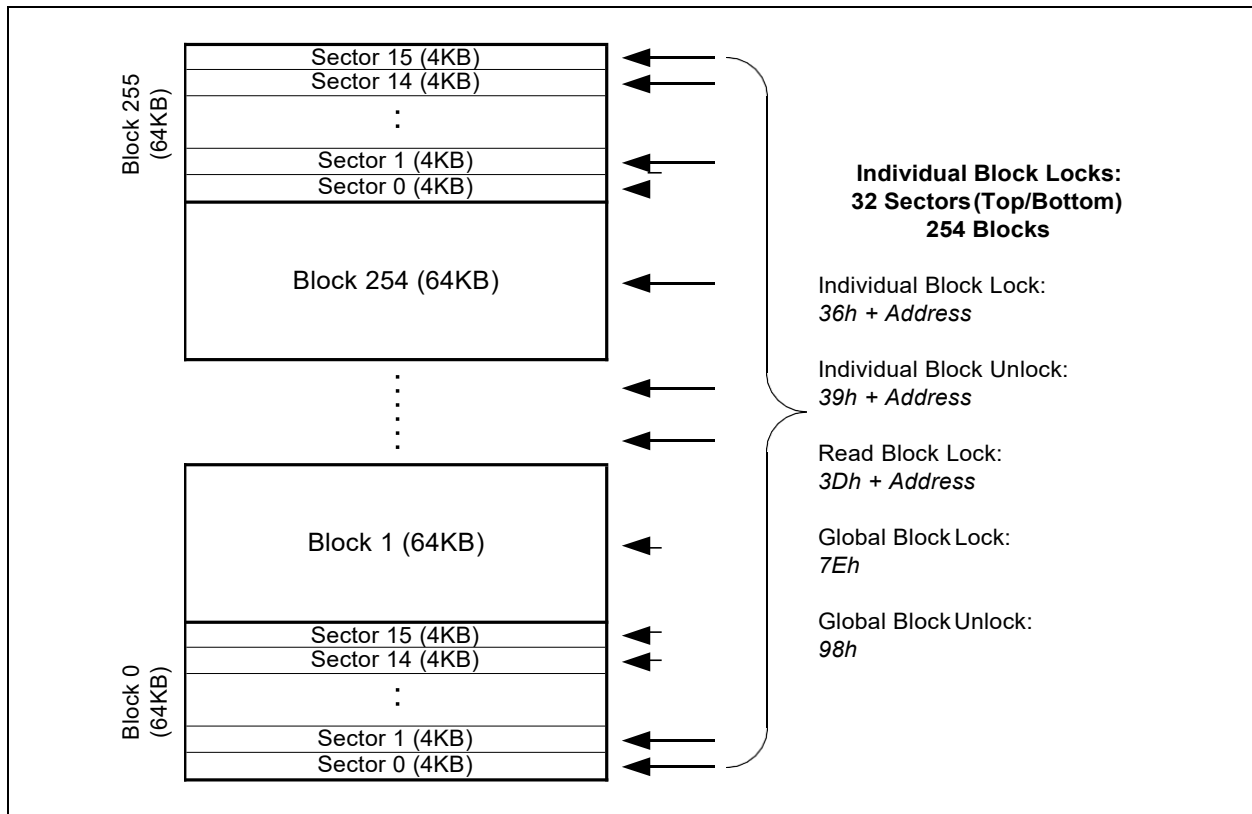 Block 255
(64KB)
Sector 15 (4KB)
Sector 14 (4KB)
:
Sector 1 (4KB)
Sector 0 (4KB)
Block 254 (64KB)
Block 1 (64KB)
Block 0
(64KB)
Sector 15 (4KB)
Sector 14 (4KB)
:
Sector 1 (4KB)
Sector 0 (4KB)
Individual Block Locks:
32 Sectors (Top/Bottom)
254 Blocks
Individual Block Lock:
36h + Address
Individual Block Unlock:
39h + Address
Read Block Lock:
3Dh + Address
Global Block Lock:
7Eh
Global Block Unlock:
98h